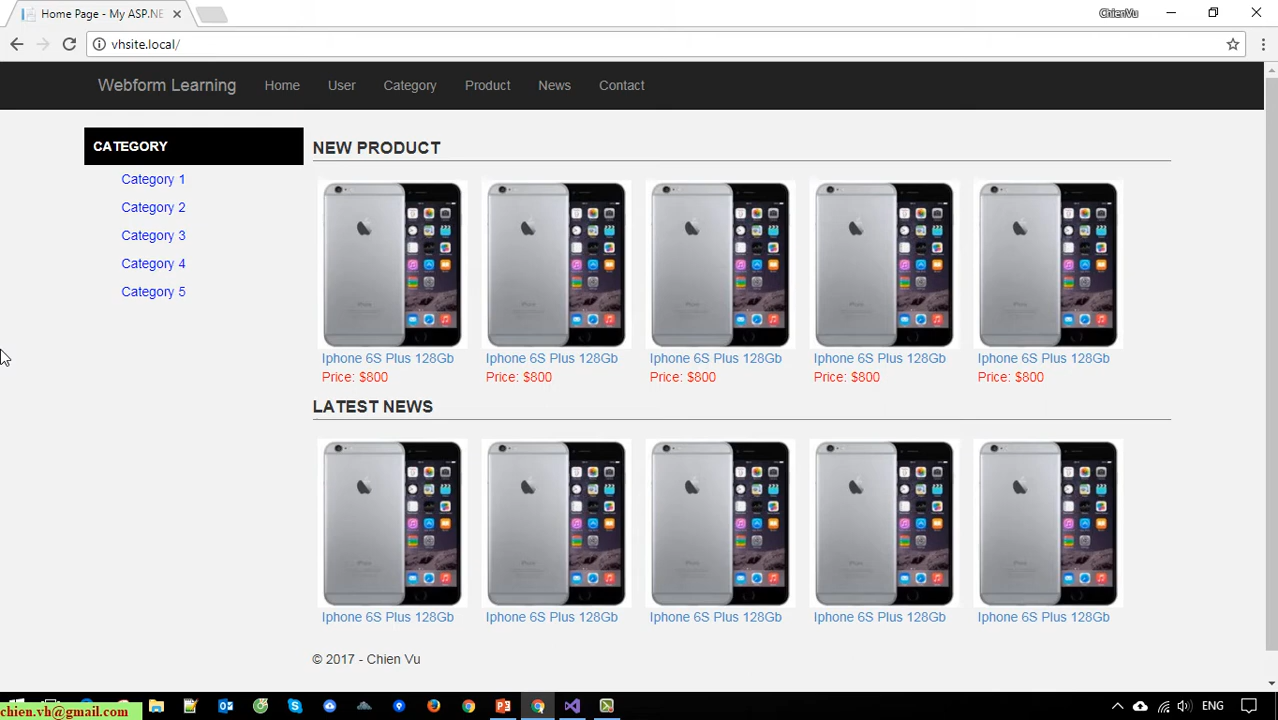 Home Page - My ASP.NE
ChienVu
vhsite.local/
Webform Learning
Home
User
Category
Product
News
Contact
CATEGORY
Category 1
Category 2
Category 3
Category 4
Category 5
NEW PRODUCT
Iphone 6S Plus 128Gb
Price: $800
Iphone 6S Plus 128Gb
Price: $800
Iphone 6S Plus 128Gb
Price: $800
Iphone 6S Plus 128Gb
Price: $800
Iphone 6S Plus 128Gb
Price: $800
LATEST NEWS
Iphone 6S Plus 128Gb
Iphone 6S Plus 128Gb
Iphone 6S Plus 128Gb
Iphone 6S Plus 128Gb
Iphone 6S Plus 128Gb
© 2017 - Chien Vu
chien.vh@gmail.com
ENG